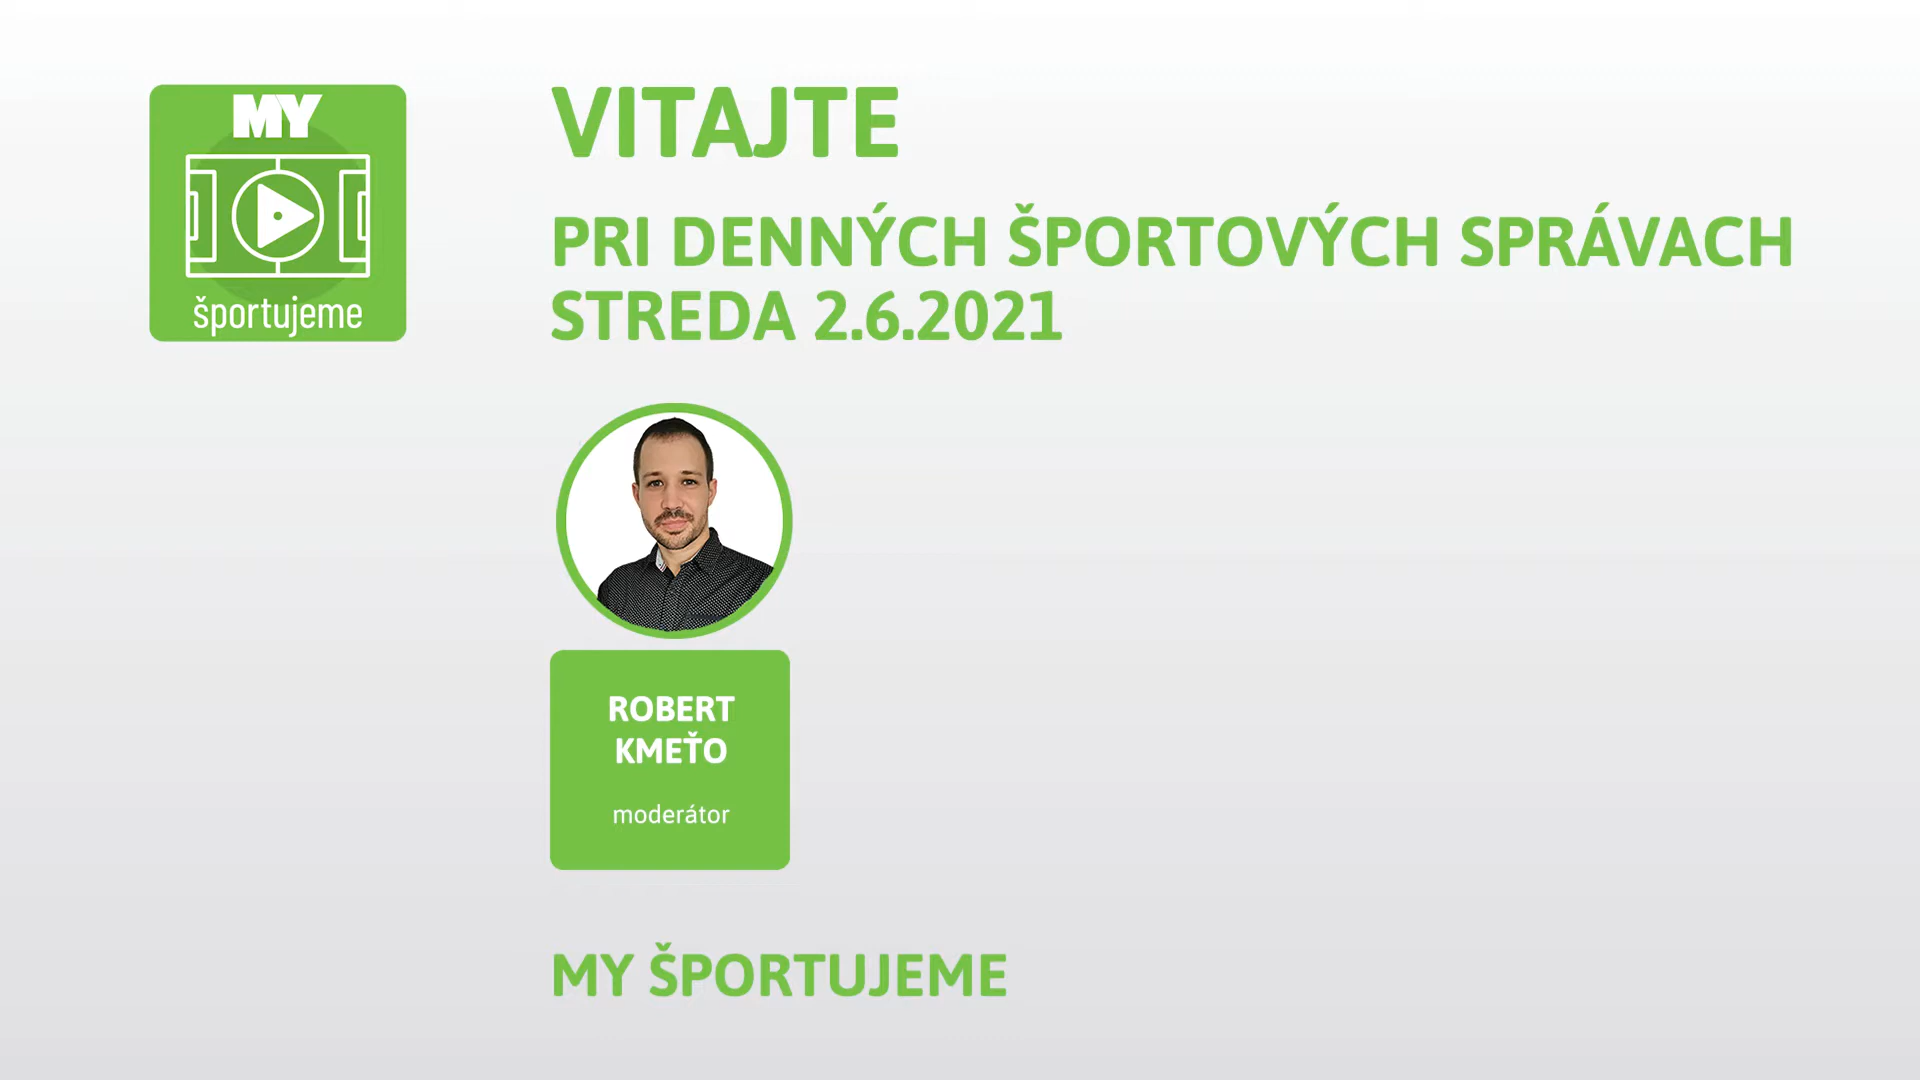 MY
športujeme
VITAJTE
PRI DENNÝCH ŠPORTOVÝCH SPRÁVACH
STREDA 2.6.2021
ROBERT
KMEŤO
moderátor
MY ŠPORTUJEME